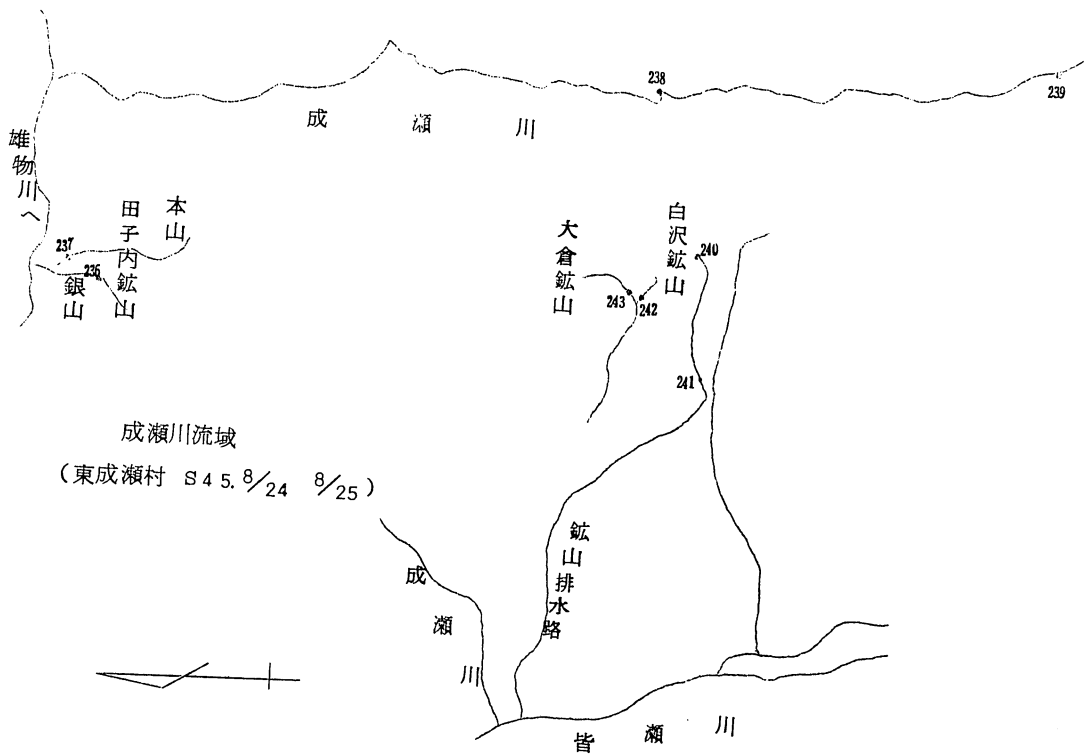 238
239
成瀬川
雄物川へ
237
236
銀山
田子内鉱山
本山
大倉鉱山
白沢鉱山
240
243
242
241
成瀬川流域
(東成瀬村 S45.8/24 8/25)
鉱山排水路
成瀬川
皆瀬川